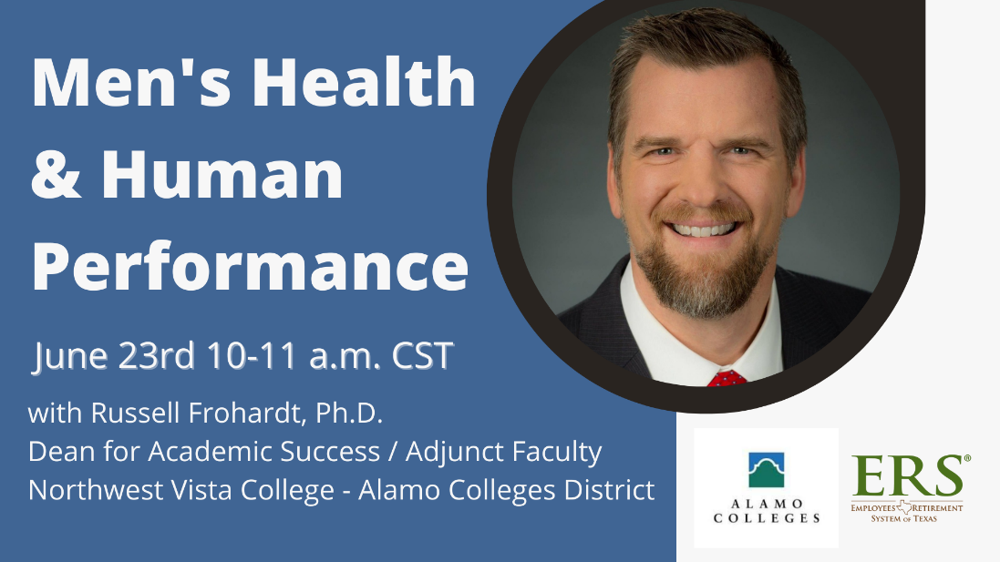 Men's Health
& Human
Performance
June 23rd 10-11 a.m. CST
with Russell Frohardt, Ph.D.
Dean for Academic Success / Adjunct Faculty
Northwest Vista College - Alamo Colleges District
ALAMO
COLLEGES
ERS®
EMPLOYEES RETIREMENT
SYSTEM OF TEXAS